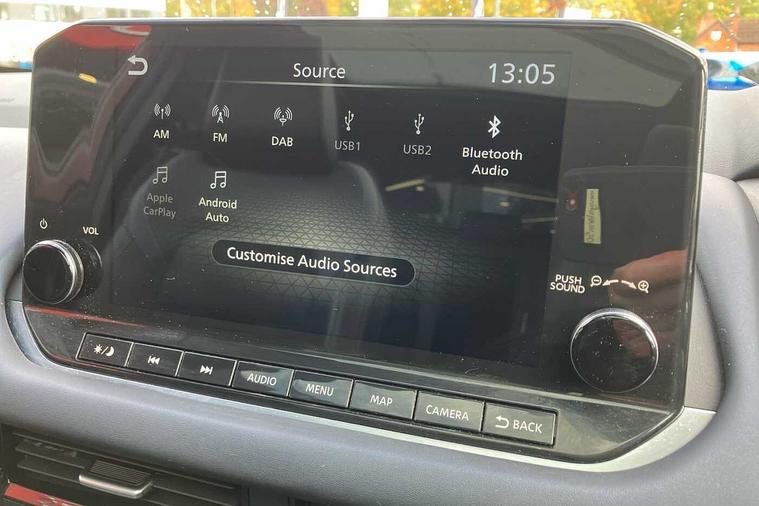 Source
13:05
AM
FM
DAB
USB1
USB2
Bluetooth
Audio
Apple
CarPlay
Android
Auto
Customise Audio Sources
VOL
PUSH
SOUND
AUDIO
MENU
MAP
CAMERA
BACK